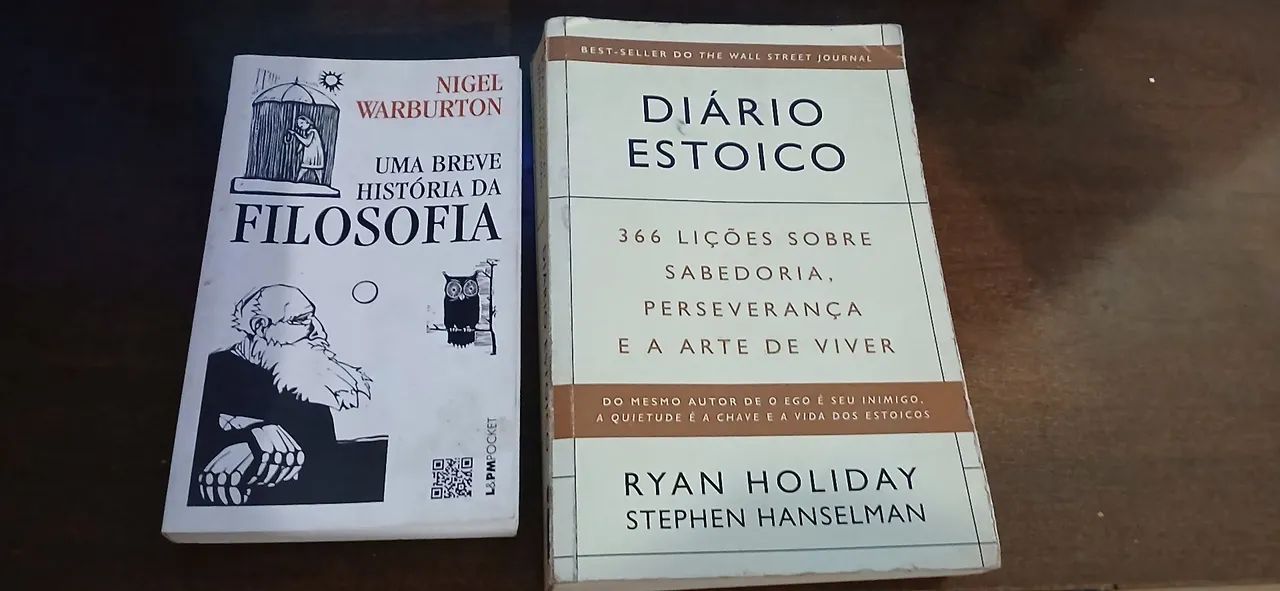 NIGEL
WARBURTON
UMA BREVE
HISTÓRIA DA
FILOSOFIA
L&PMPOCKET
BEST-SELLER DO THE WALL STREET JOURNAL
DIÁRIO
ESTOICO
366 LIÇÕES SOBRE
SABEDORIA,
PERSEVERANÇA
E A ARTE DE VIVER
DO MESMO AUTOR DE O EGO É SEU INIMIGO,
A QUIETUDE É A CHAVE E A VIDA DOS ESTOICOS
RYAN HOLIDAY
STEPHEN HANSELMAN